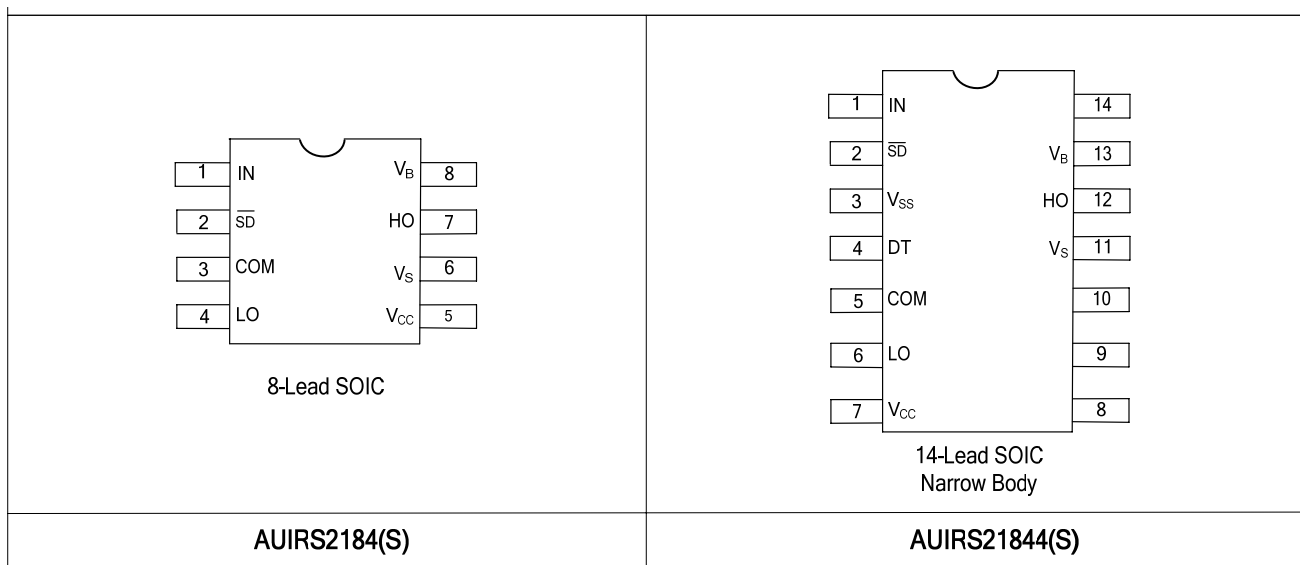 1 IN V_B 8
2 S̅D̅ HO 7
3 COM V_S 6
4 LO V_CC 5
8-Lead SOIC
AUIRS2184(S)
1 IN 14
2 S̅D̅ V_B 13
3 V_SS HO 12
4 DT V_S 11
5 COM 10
6 LO 9
7 V_CC 8
14-Lead SOIC
Narrow Body
AUIRS21844(S)